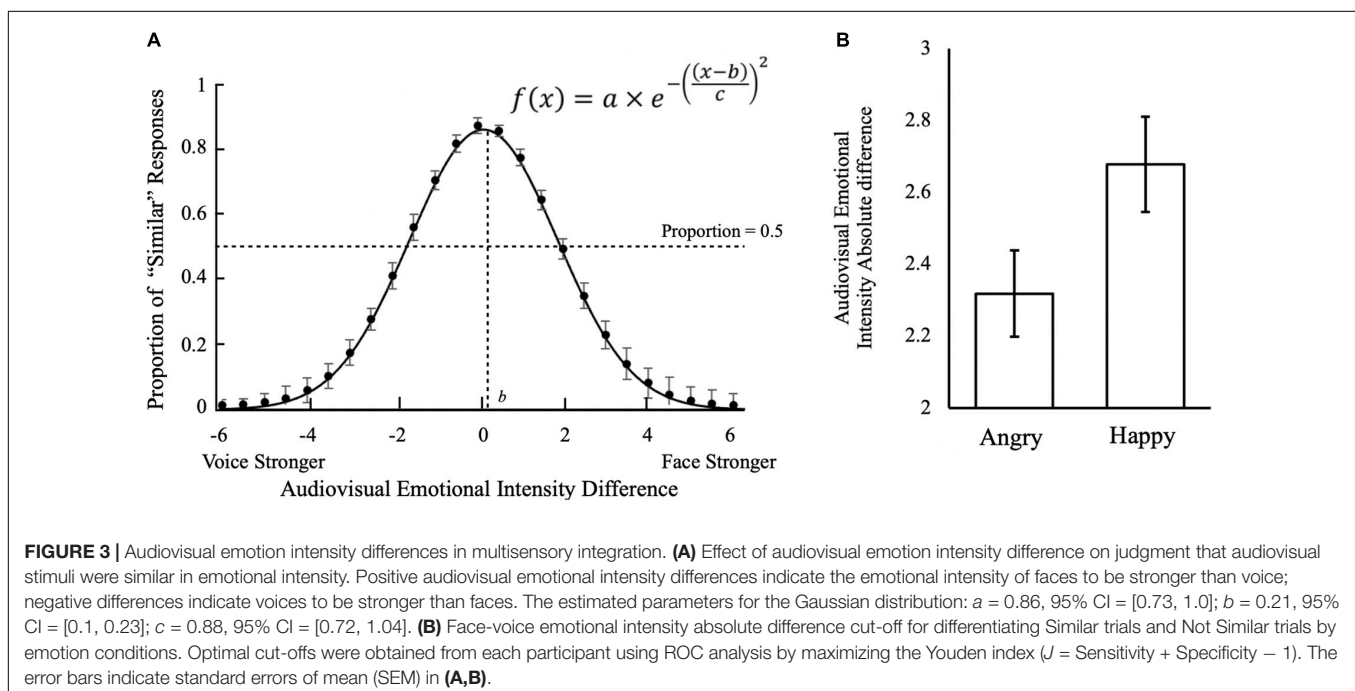 A
f(x) = a × e^{-(((x−b)/c)^2)}
Proportion of “Similar” Responses
1
0.8
0.6
0.4
0.2
0
Proportion = 0.5
b
-6 -4 -2 0 2 4 6
Voice Stronger Face Stronger
Audiovisual Emotional Intensity Difference
B
Audiovisual Emotional
Intensity Absolute difference
3
2.8
2.6
2.4
2.2
2
Angry Happy
FIGURE 3 | Audiovisual emotion intensity differences in multisensory integration. (A) Effect of audiovisual emotion intensity difference on judgment that audiovisual
stimuli were similar in emotional intensity. Positive audiovisual emotional intensity differences indicate the emotional intensity of faces to be stronger than voice;
negative differences indicate voices to be stronger than faces. The estimated parameters for the Gaussian distribution: a = 0.86, 95% CI = [0.73, 1.0]; b = 0.21, 95%
CI = [0.1, 0.23]; c = 0.88, 95% CI = [0.72, 1.04]. (B) Face-voice emotional intensity absolute difference cut-off for differentiating Similar trials and Not Similar trials by
emotion conditions. Optimal cut-offs were obtained from each participant using ROC analysis by maximizing the Youden index (J = Sensitivity + Specificity − 1). The
error bars indicate standard errors of mean (SEM) in (A,B).